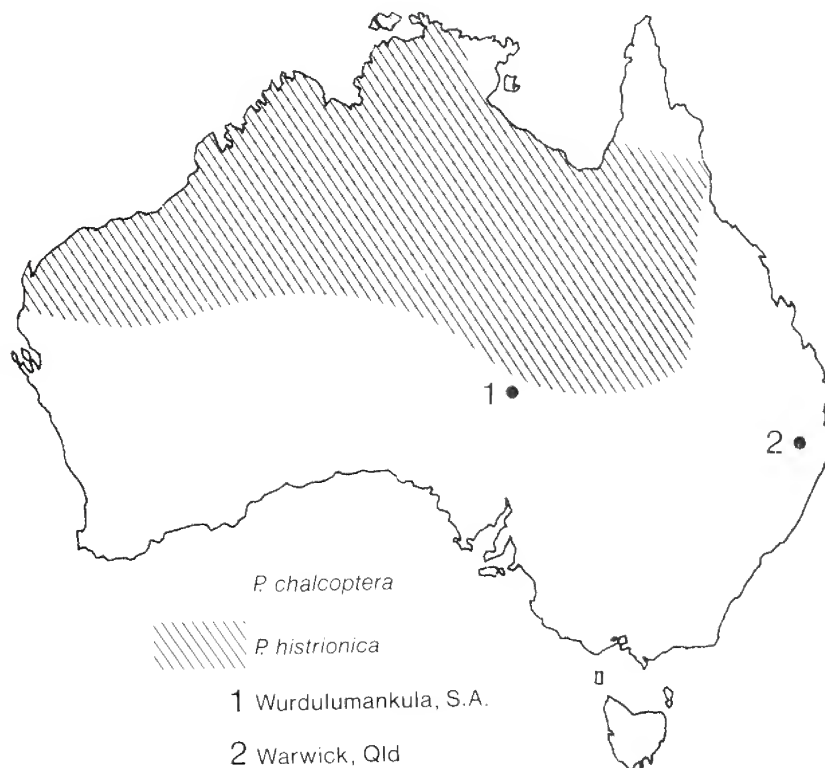 1
2
P. chalcoptera
P. histrionica
1 Wurdulumankula, S.A.
2 Warwick, Qld